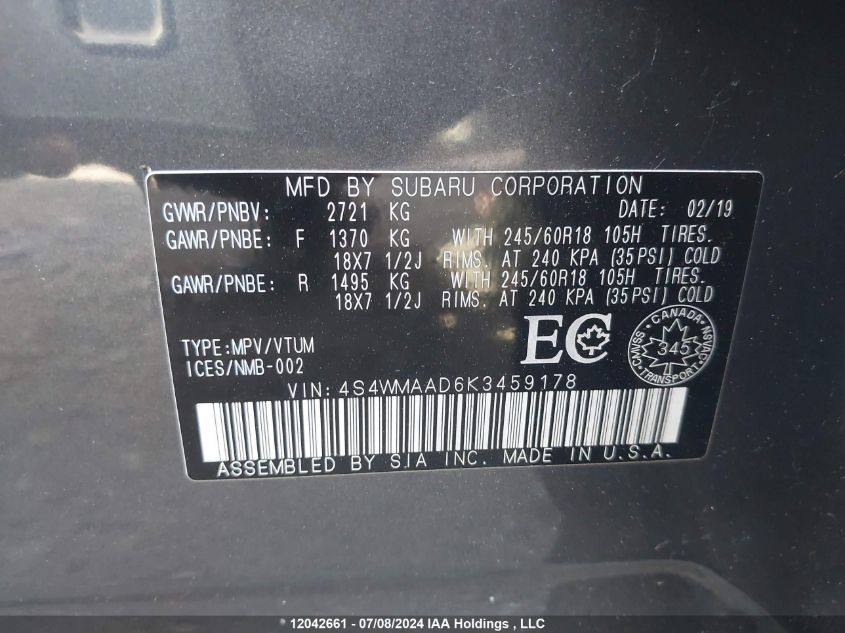 MFD BY SUBARU CORPORATION
GVWR/PNBV: 2721 KG DATE: 02/19
GAWR/PNBE: F 1370 KG WITH 245/60R18 105H TIRES.
18X7 1/2J RIMS. AT 240 KPA (35PSI) COLD
GAWR/PNBE: R 1495 KG WITH 245/60R18 105H TIRES.
18X7 1/2J RIMS. AT 240 KPA (35PSI) COLD
EC
CANADA
345
CMVSS
NSVAC
TYPE:MPV/VTUM
ICES/NMB-002
VIN:4S4WMAAD6K3459178
ASSEMBLED BY SIA INC. MADE IN U.S.A.
12042661 - 07/08/2024 IAA Holdings , LLC